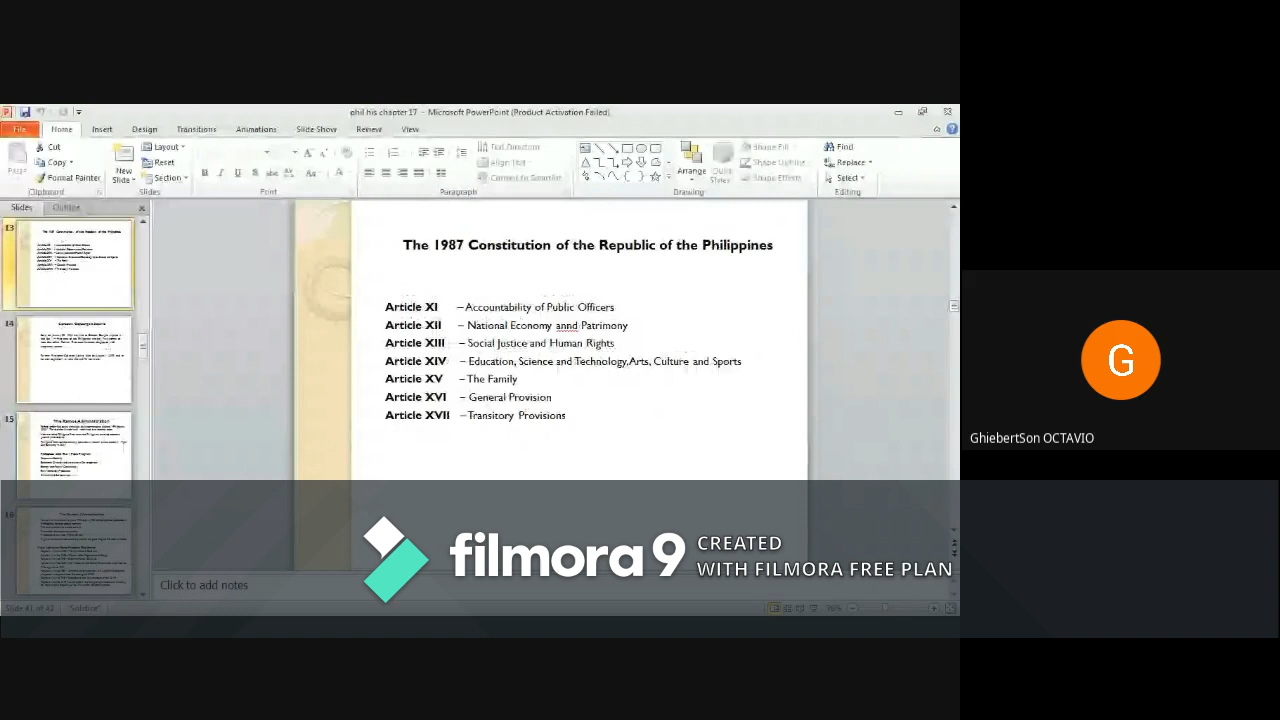 phil his chapter 17 - Microsoft PowerPoint (Product Activation Failed)
File Home Insert Design Transitions Animations Slide Show Review View
Cut
Copy
Format Painter
Paste
Clipboard
New Slide
Layout
Reset
Section
Slides
Font
Text Direction
Align Text
Convert to SmartArt
Paragraph
Arrange
Quick Styles
Shape Fill
Shape Outline
Shape Effects
Drawing
Find
Replace
Select
Editing
Slides Outline
13
14
15
16
The 1987 Constitution of the Republic of the Philippines
Article XI – Accountability of Public Officers
Article XII – National Economy annd Patrimony
Article XIII – Social Justice and Human Rights
Article XIV – Education, Science and Technology,Arts, Culture and Sports
Article XV – The Family
Article XVI – General Provision
Article XVII – Transitory Provisions
Click to add notes
Slide 41 of 42 "Solstice"
filmora9 CREATED
WITH FILMORA FREE PLAN
G
GhiebertSon OCTAVIO